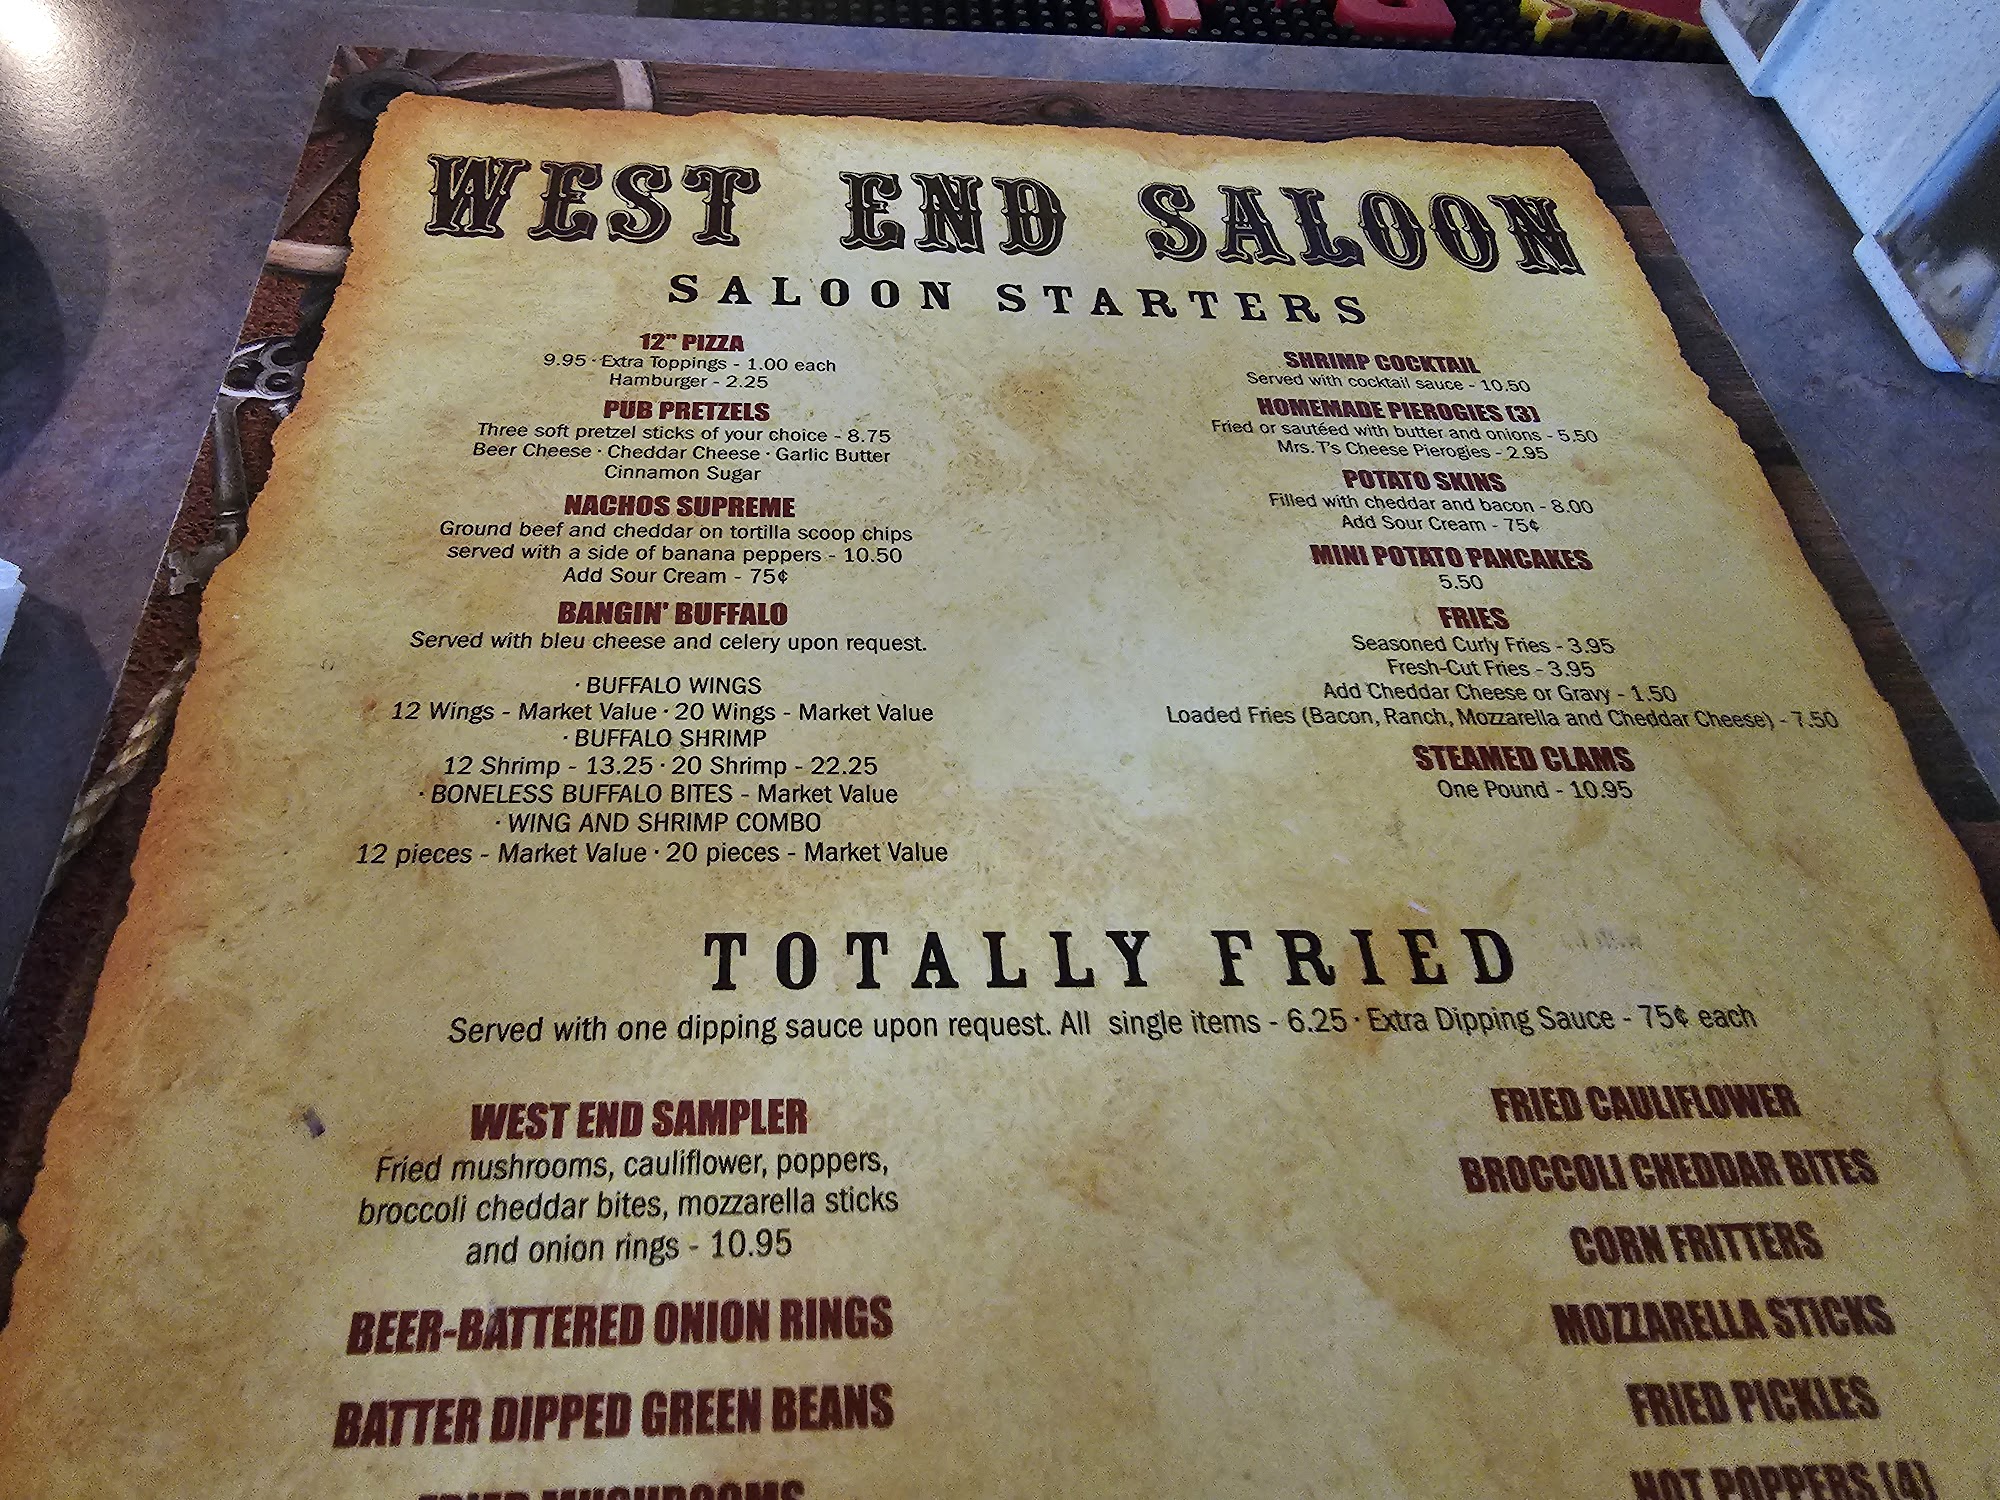 WEST END SALOON
SALOON STARTERS
12" PIZZA
9.95 · Extra Toppings - 1.00 each
Hamburger - 2.25
PUB PRETZELS
Three soft pretzel sticks of your choice - 8.75
Beer Cheese · Cheddar Cheese · Garlic Butter
Cinnamon Sugar
NACHOS SUPREME
Ground beef and cheddar on tortilla scoop chips
served with a side of banana peppers - 10.50
Add Sour Cream - 75¢
BANGIN' BUFFALO
Served with bleu cheese and celery upon request.
· BUFFALO WINGS
12 Wings - Market Value · 20 Wings - Market Value
· BUFFALO SHRIMP
12 Shrimp - 13.25 · 20 Shrimp - 22.25
· BONELESS BUFFALO BITES - Market Value
· WING AND SHRIMP COMBO
12 pieces - Market Value · 20 pieces - Market Value
SHRIMP COCKTAIL
Served with cocktail sauce - 10.50
HOMEMADE PIEROGIES (3)
Fried or sautéed with butter and onions - 5.50
Mrs. T's Cheese Pierogies - 2.95
POTATO SKINS
Filled with cheddar and bacon - 8.00
Add Sour Cream - 75¢
MINI POTATO PANCAKES
5.50
FRIES
Seasoned Curly Fries - 3.95
Fresh-Cut Fries - 3.95
Add Cheddar Cheese or Gravy - 1.50
Loaded Fries (Bacon, Ranch, Mozzarella and Cheddar Cheese) - 7.50
STEAMED CLAMS
One Pound - 10.95
TOTALLY FRIED
Served with one dipping sauce upon request. All single items - 6.25 · Extra Dipping Sauce - 75¢ each
WEST END SAMPLER
Fried mushrooms, cauliflower, poppers,
broccoli cheddar bites, mozzarella sticks
and onion rings - 10.95
BEER-BATTERED ONION RINGS
BATTER DIPPED GREEN BEANS
FRIED MUSHROOMS
FRIED CAULIFLOWER
BROCCOLI CHEDDAR BITES
CORN FRITTERS
MOZZARELLA STICKS
FRIED PICKLES
HOT POPPERS (4)